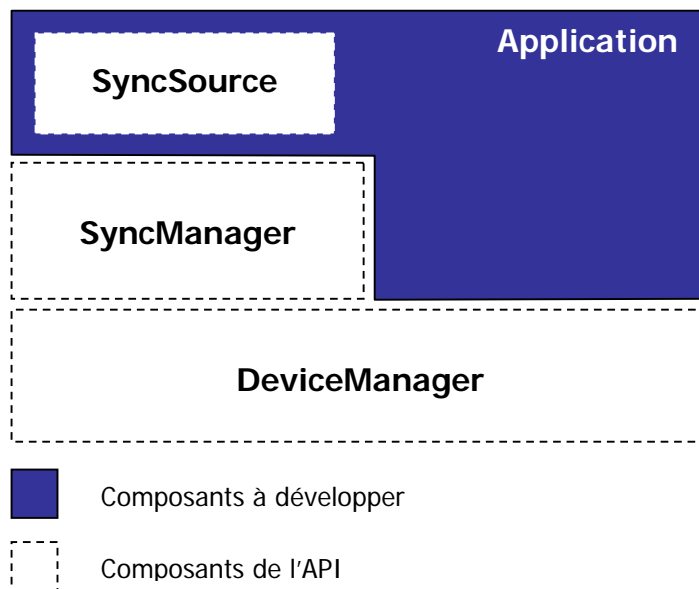 Application
SyncSource
SyncManager
DeviceManager
Composants à développer
Composants de l'API